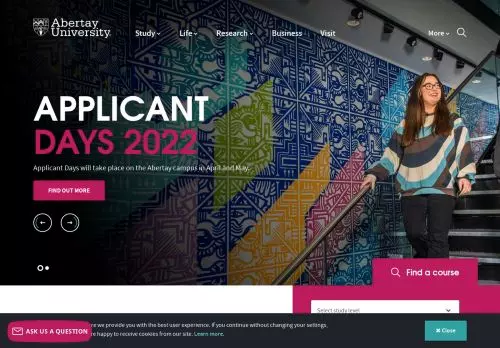 Abertay
University.
Study
Life
Research
Business
Visit
More
APPLICANT
DAYS 2022
Applicant Days will take place on the Abertay campus in April and May.
FIND OUT MORE
Find a course
Select study level
ASK US A QUESTION
we provide you with the best user experience. If you continue without changing your settings,
re happy to receive cookies from our site. Learn more.
Close